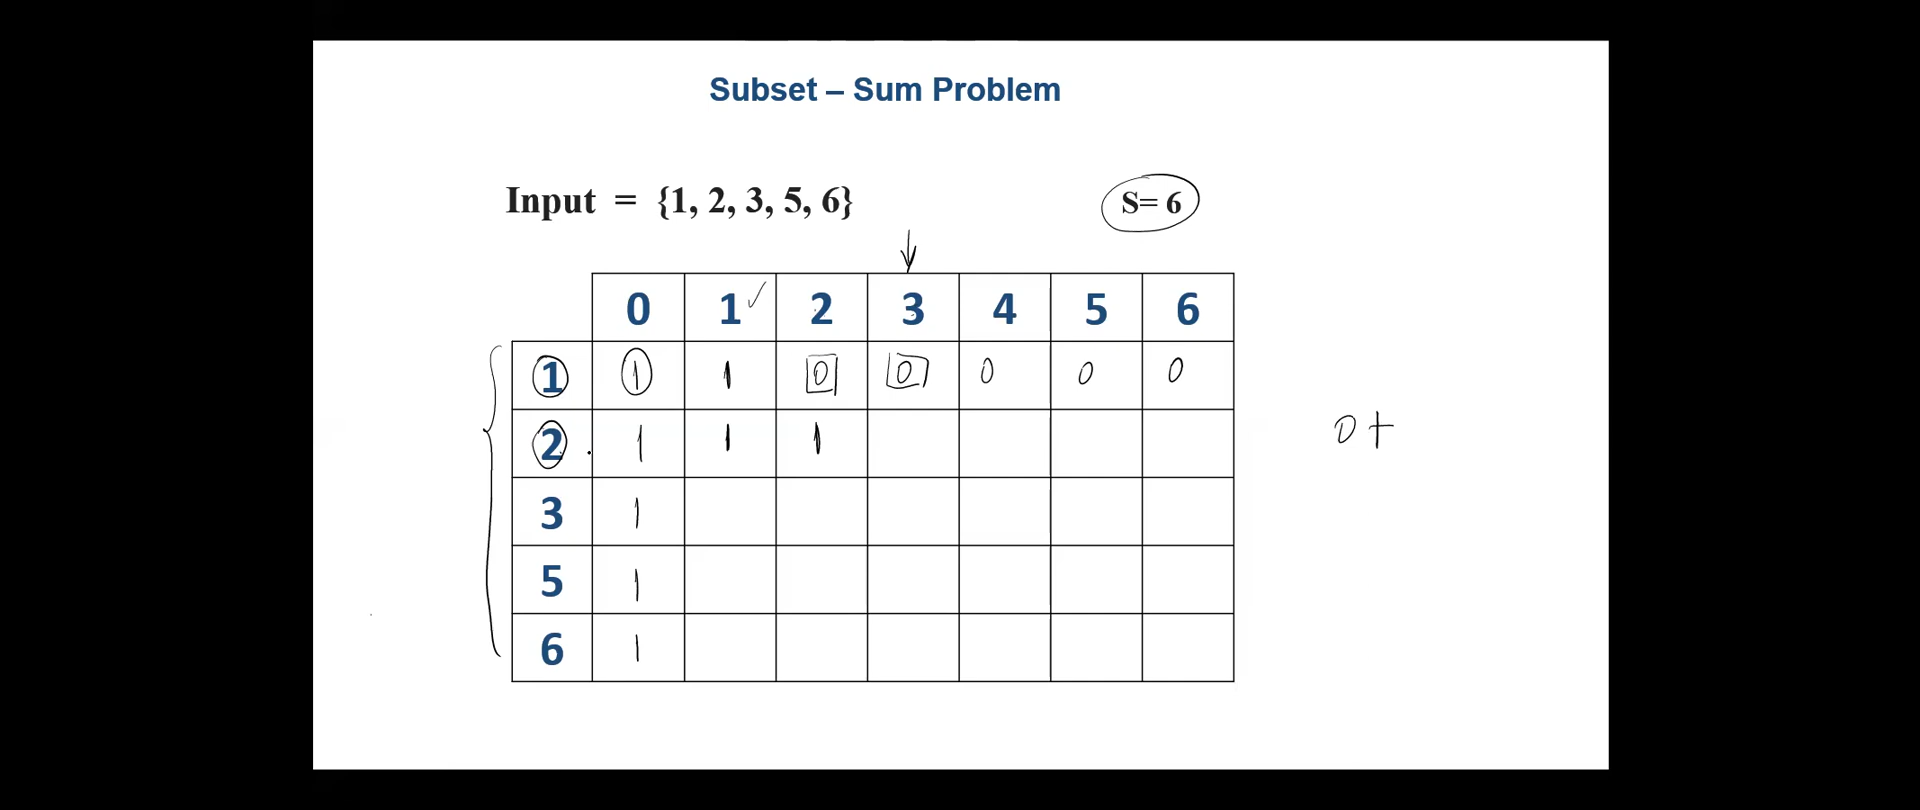 Subset – Sum Problem
Input = {1, 2, 3, 5, 6}
S= 6
0 1 2 3 4 5 6
1 1 1 0 0 0 0 0
2 1 1 1
0 +
3 1
5 1
6 1